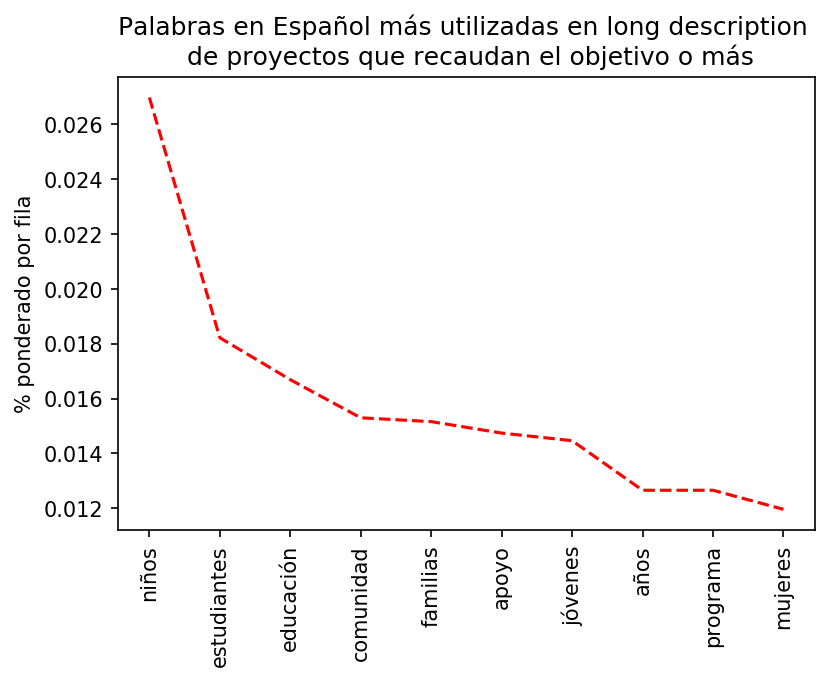 Palabras en Español más utilizadas en long description
de proyectos que recaudan el objetivo o más
% ponderado por fila
0.026
0.024
0.022
0.020
0.018
0.016
0.014
0.012
niños
estudiantes
educación
comunidad
familias
apoyo
jóvenes
años
programa
mujeres